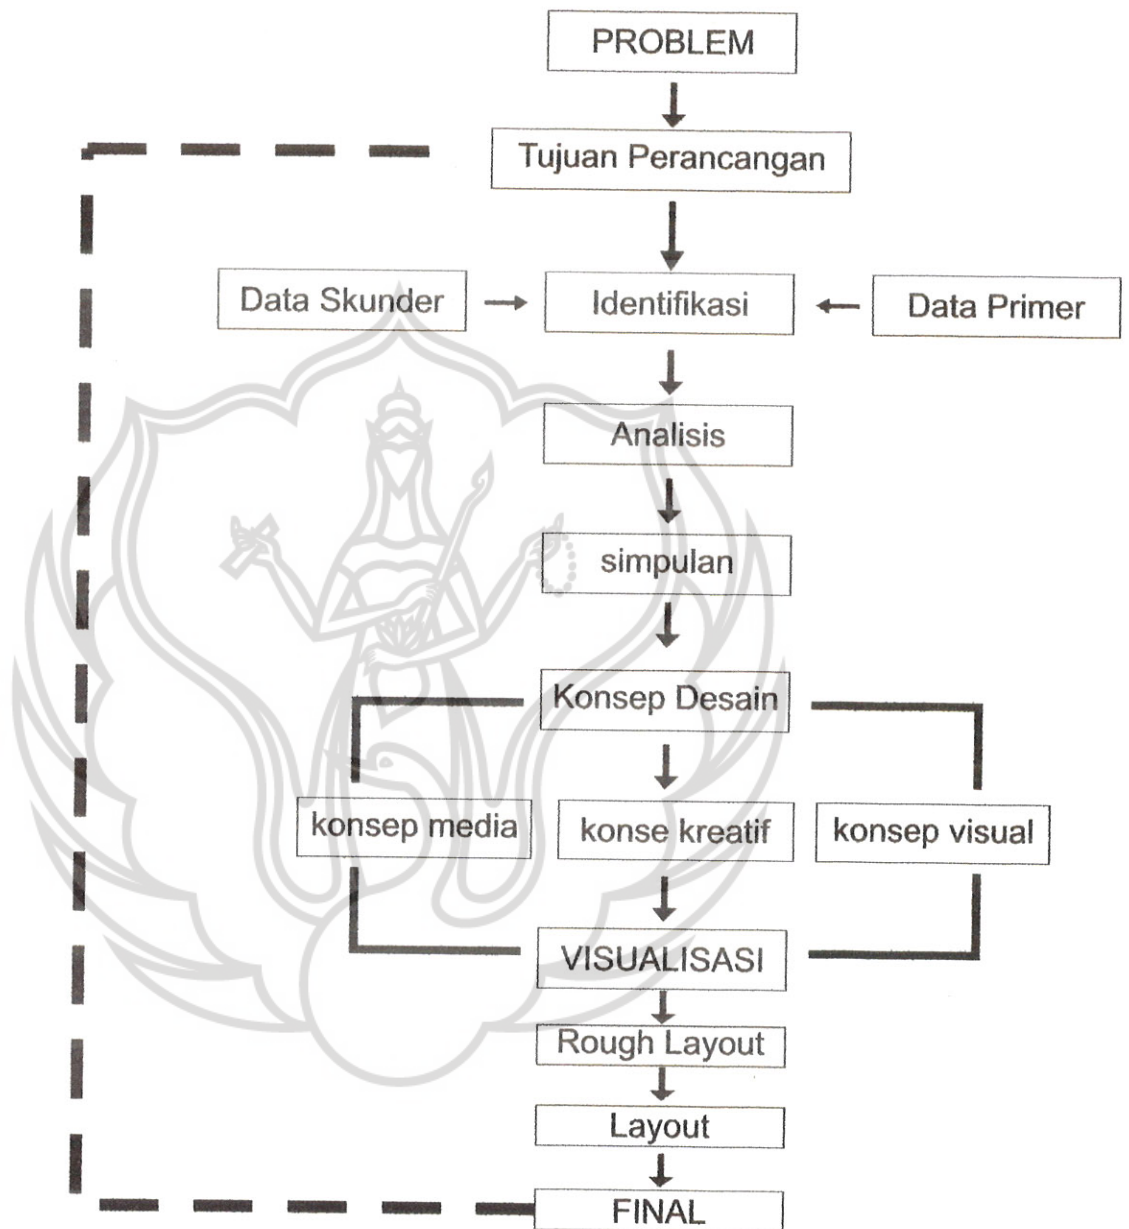 PROBLEM
Tujuan Perancangan
Data Skunder
Identifikasi
Data Primer
Analisis
simpulan
Konsep Desain
konsep media
konse kreatif
konsep visual
VISUALISASI
Rough Layout
Layout
FINAL